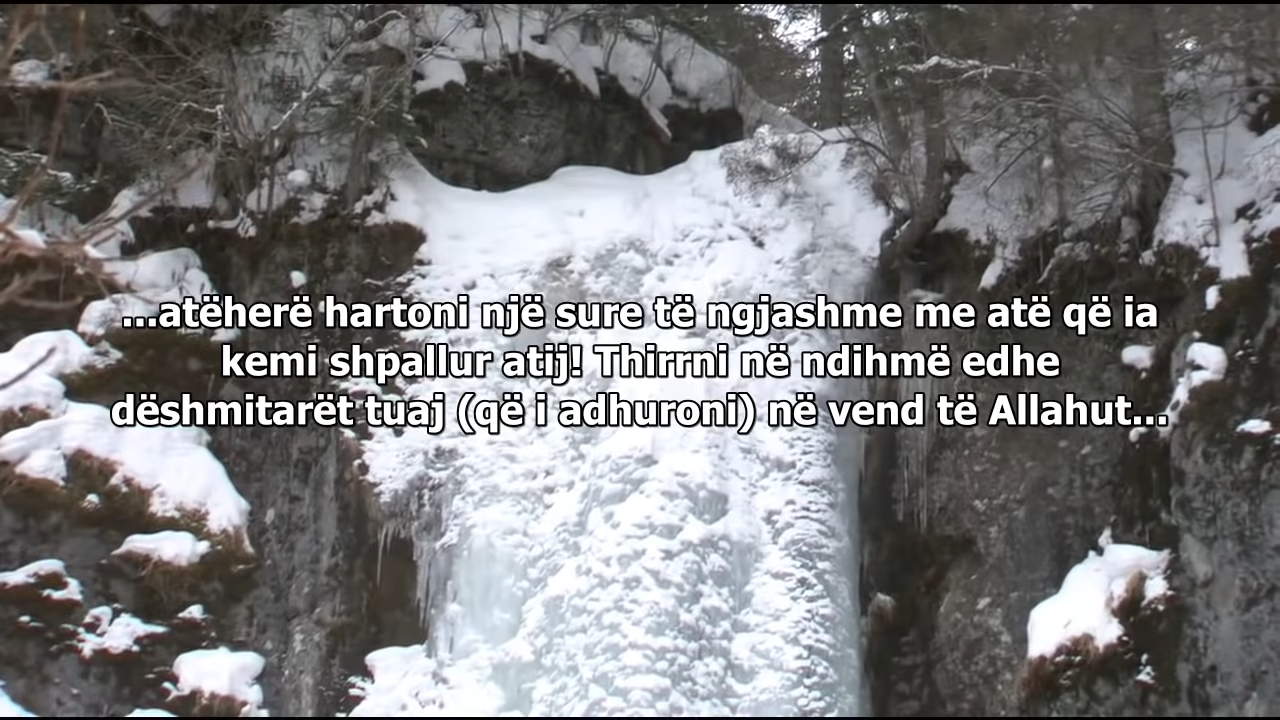 ...atëherë hartoni një sure të ngjashme me atë që ia
kemi shpallur atij! Thirrni në ndihmë edhe
dëshmitarët tuaj (që i adhuroni) në vend të Allahut...